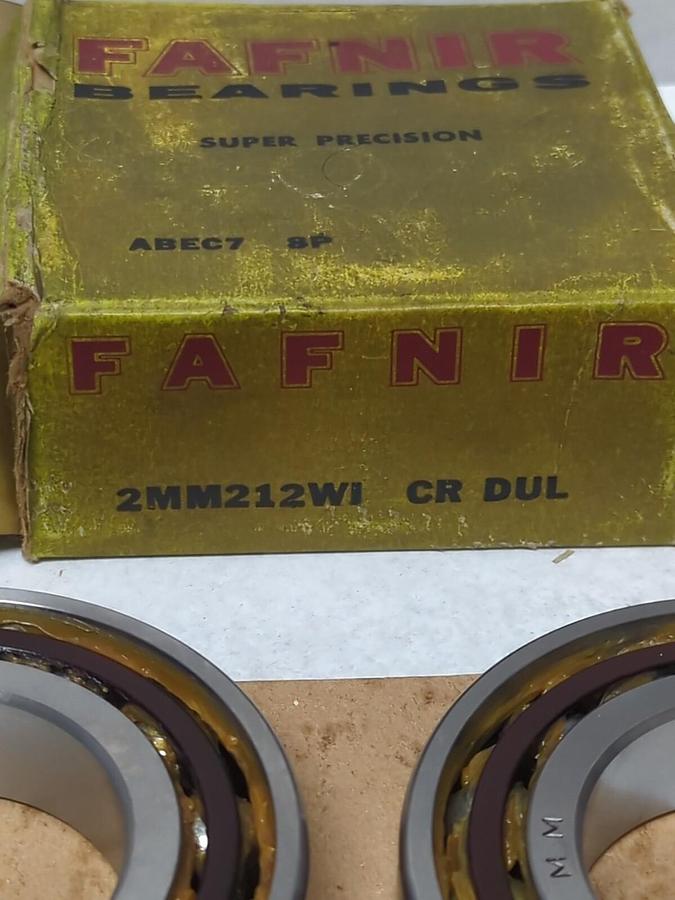 FAFNIR
BEARINGS
SUPER PRECISION
ABEC7 8P
FAFNIR
2MM212WI CR DUL
MM